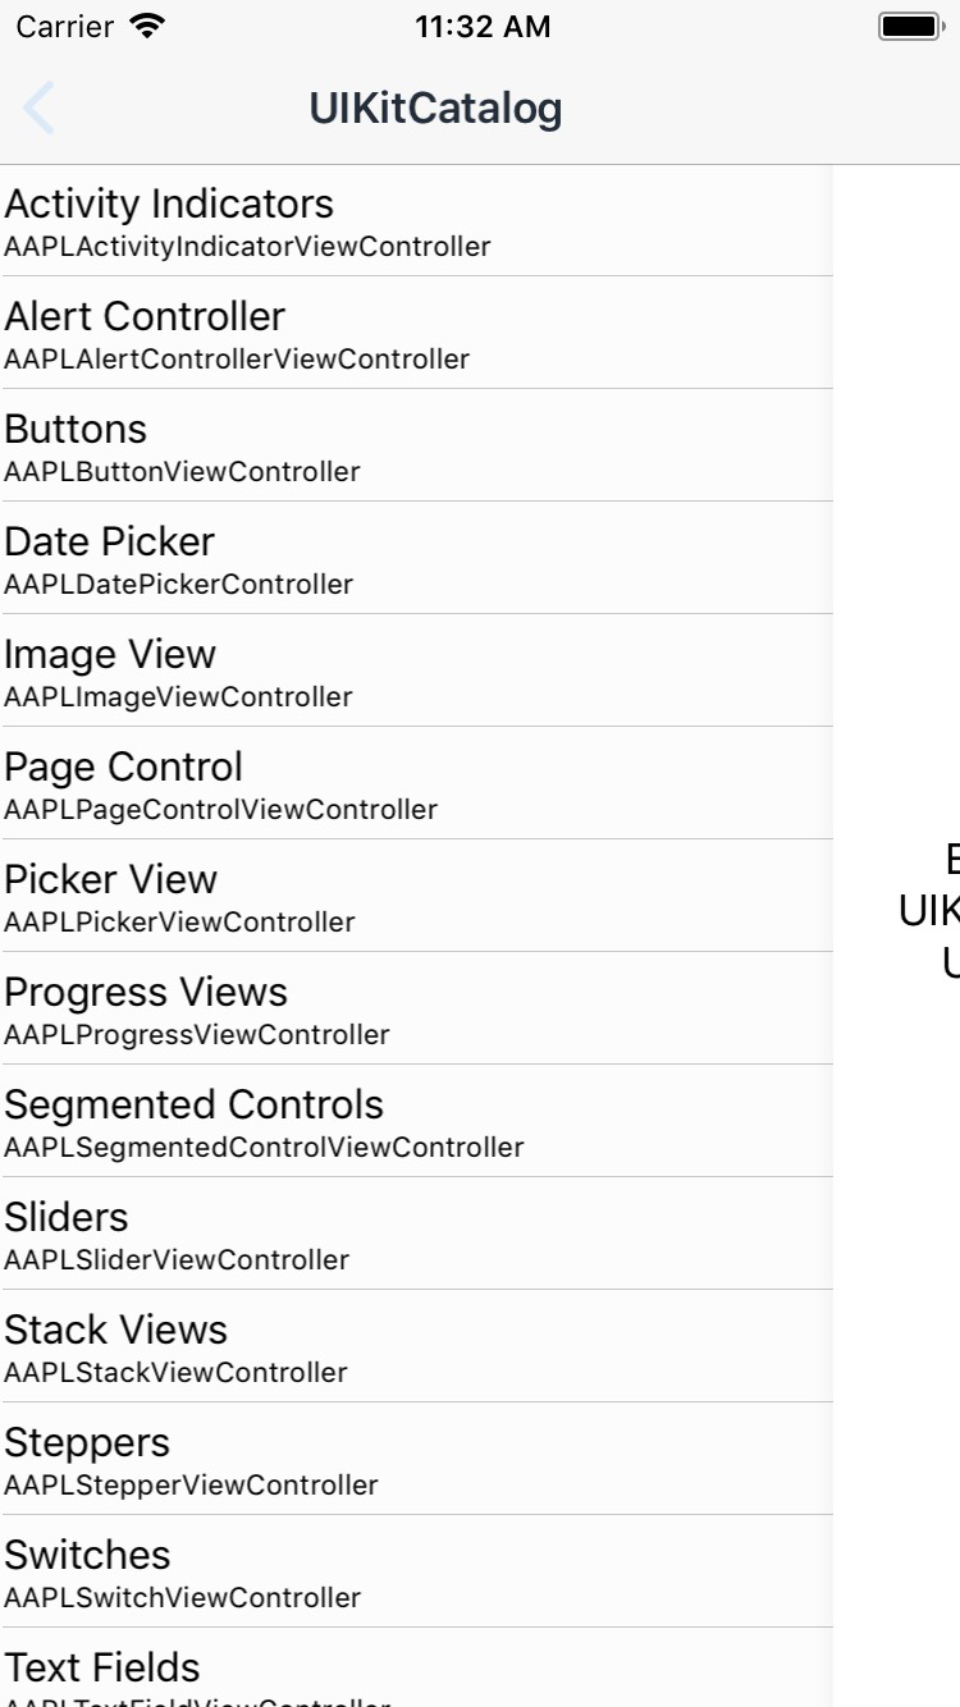 Carrier 11:32 AM
UIKitCatalog
Activity Indicators
AAPLActivityIndicatorViewController
Alert Controller
AAPLAlertControllerViewController
Buttons
AAPLButtonViewController
Date Picker
AAPLDatePickerController
Image View
AAPLImageViewController
Page Control
AAPLPageControlViewController
Picker View
AAPLPickerViewController
Progress Views
AAPLProgressViewController
Segmented Controls
AAPLSegmentedControlViewController
Sliders
AAPLSliderViewController
Stack Views
AAPLStackViewController
Steppers
AAPLStepperViewController
Switches
AAPLSwitchViewController
Text Fields
AAPLTextFieldViewController
UIK
U